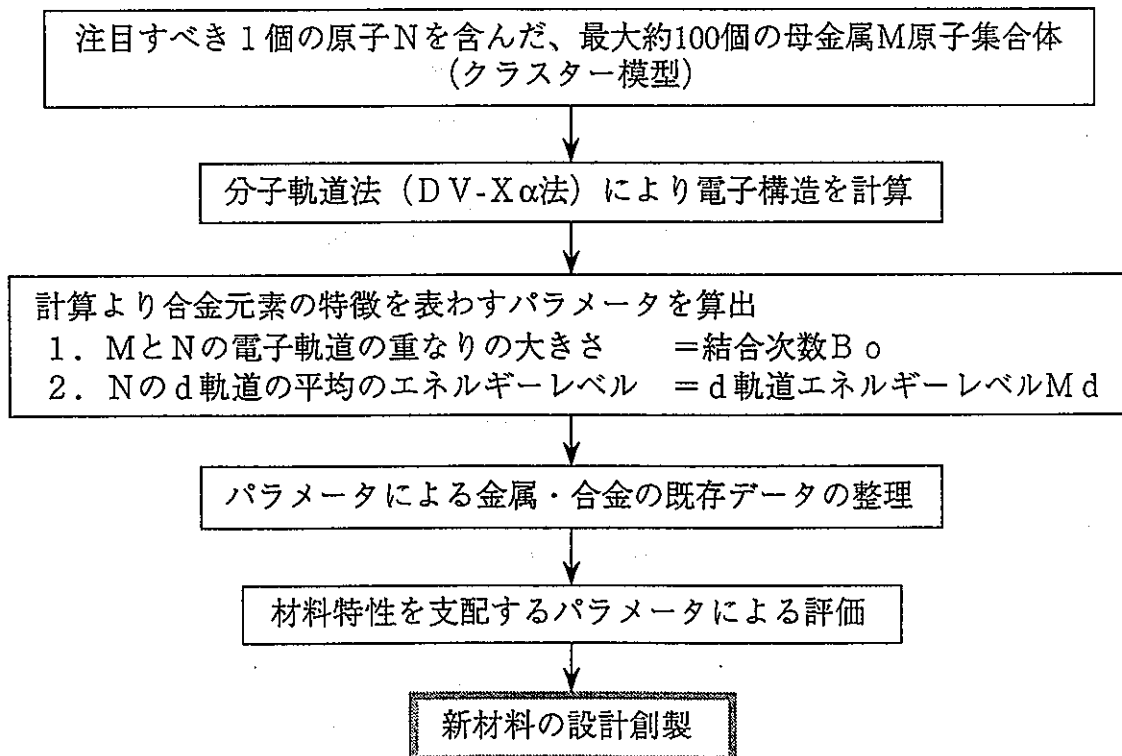 注目すべき１個の原子Ｎを含んだ、最大約100個の母金属Ｍ原子集合体
（クラスター模型）
分子軌道法（ＤＶ-Ｘα法）により電子構造を計算
計算より合金元素の特徴を表わすパラメータを算出
１．ＭとＮの電子軌道の重なりの大きさ　＝結合次数Ｂｏ
２．Ｎのｄ軌道の平均のエネルギーレベル　＝ｄ軌道エネルギーレベルＭｄ
パラメータによる金属・合金の既存データの整理
材料特性を支配するパラメータによる評価
新材料の設計創製